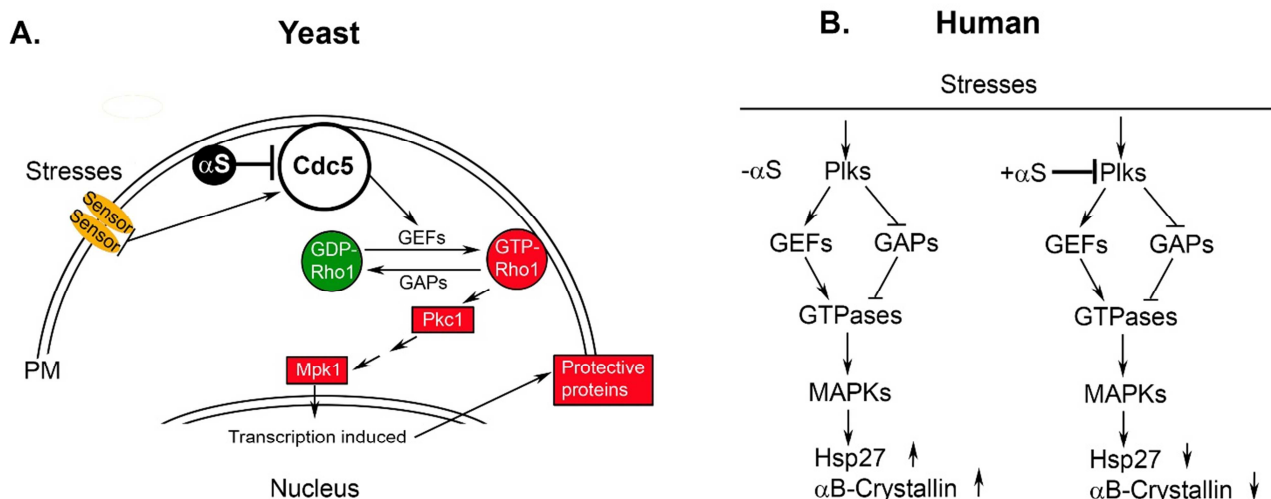 A. Yeast
Stresses
Sensor
Sensor
αS
Cdc5
GEFs
GDP-
Rho1
GTP-
Rho1
GAPs
Pkc1
Mpk1
PM
Protective
proteins
Transcription induced
Nucleus
B. Human
Stresses
-αS Plks
GEFs GAPs
GTPases
MAPKs
Hsp27
αB-Crystallin
+αS Plks
GEFs GAPs
GTPases
MAPKs
Hsp27
αB-Crystallin